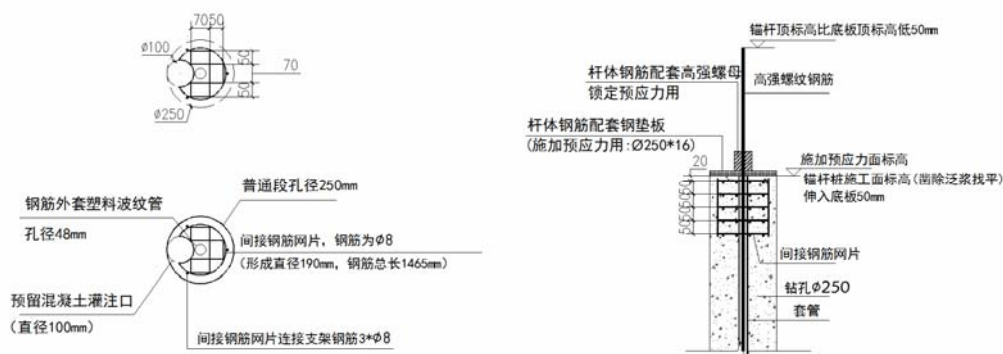 70 50
ø100
50
70
50
ø250
钢筋外套塑料波纹管
孔径48mm
普通段孔径250mm
间接钢筋网片，钢筋为ø8
(形成直径190mm，钢筋总长1465mm)
预留混凝土灌注口
(直径100mm)
间接钢筋网片连接支架钢筋3*ø8
锚杆顶标高比底板顶标高低50mm
杆体钢筋配套高强螺母
锁定预应力用
高强螺纹钢筋
杆体钢筋配套钢垫板
(施加预应力用:Ø250*16)
20
施加预应力面标高
锚杆桩施工面标高(凿除泛浆找平)
伸入底板50mm
50 50 50 50
间接钢筋网片
钻孔ø250
套管